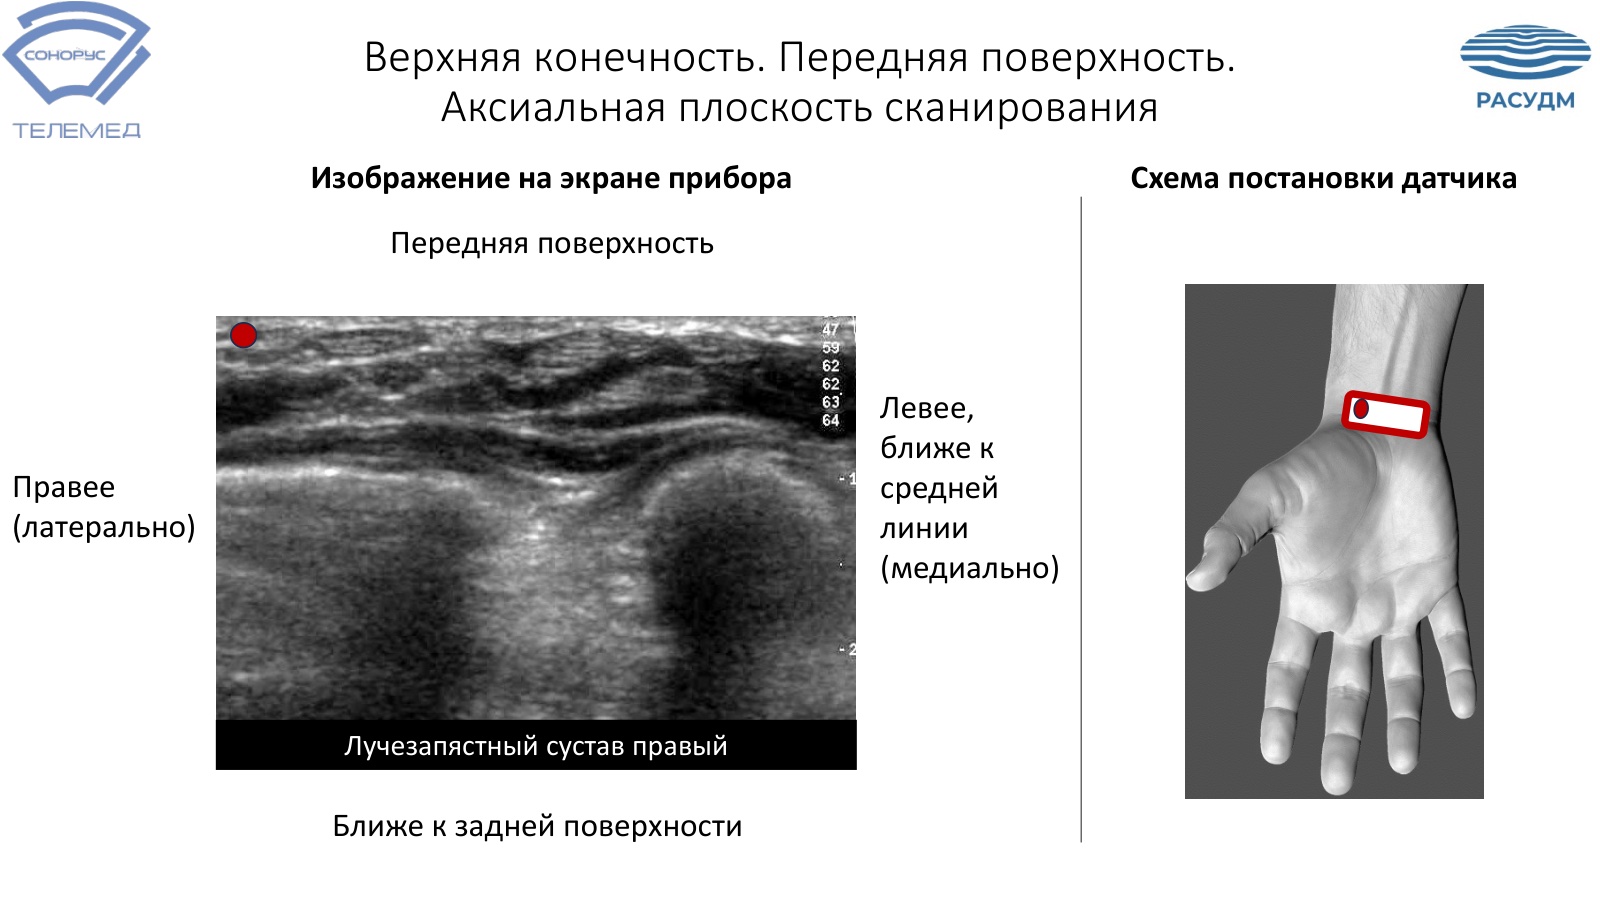 СОНОРУС
ТЕЛЕМЕД
Верхняя конечность. Передняя поверхность.
Аксиальная плоскость сканирования
РАСУДМ
Изображение на экране прибора
Схема постановки датчика
Передняя поверхность
47
59
62
62
63
64
- 1
- 2
Правее
(латерально)
Левее,
ближе к
средней
линии
(медиально)
Лучезапястный сустав правый
Ближе к задней поверхности